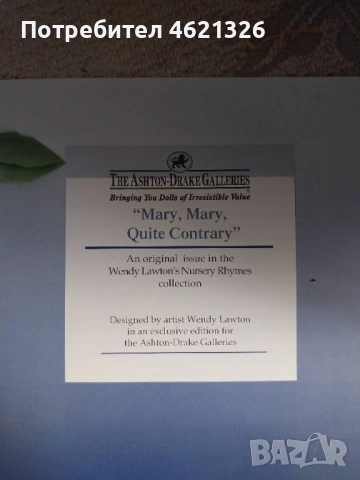 Потребител 4621326
THE ASHTON-DRAKE GALLERIES
Bringing You Dolls of Irresistible Value
“Mary, Mary,
Quite Contrary”
An original issue in the
Wendy Lawton's Nursery Rhymes
collection
Designed by artist Wendy Lawton
in an exclusive edition for
the Ashton-Drake Galleries
BAZAR